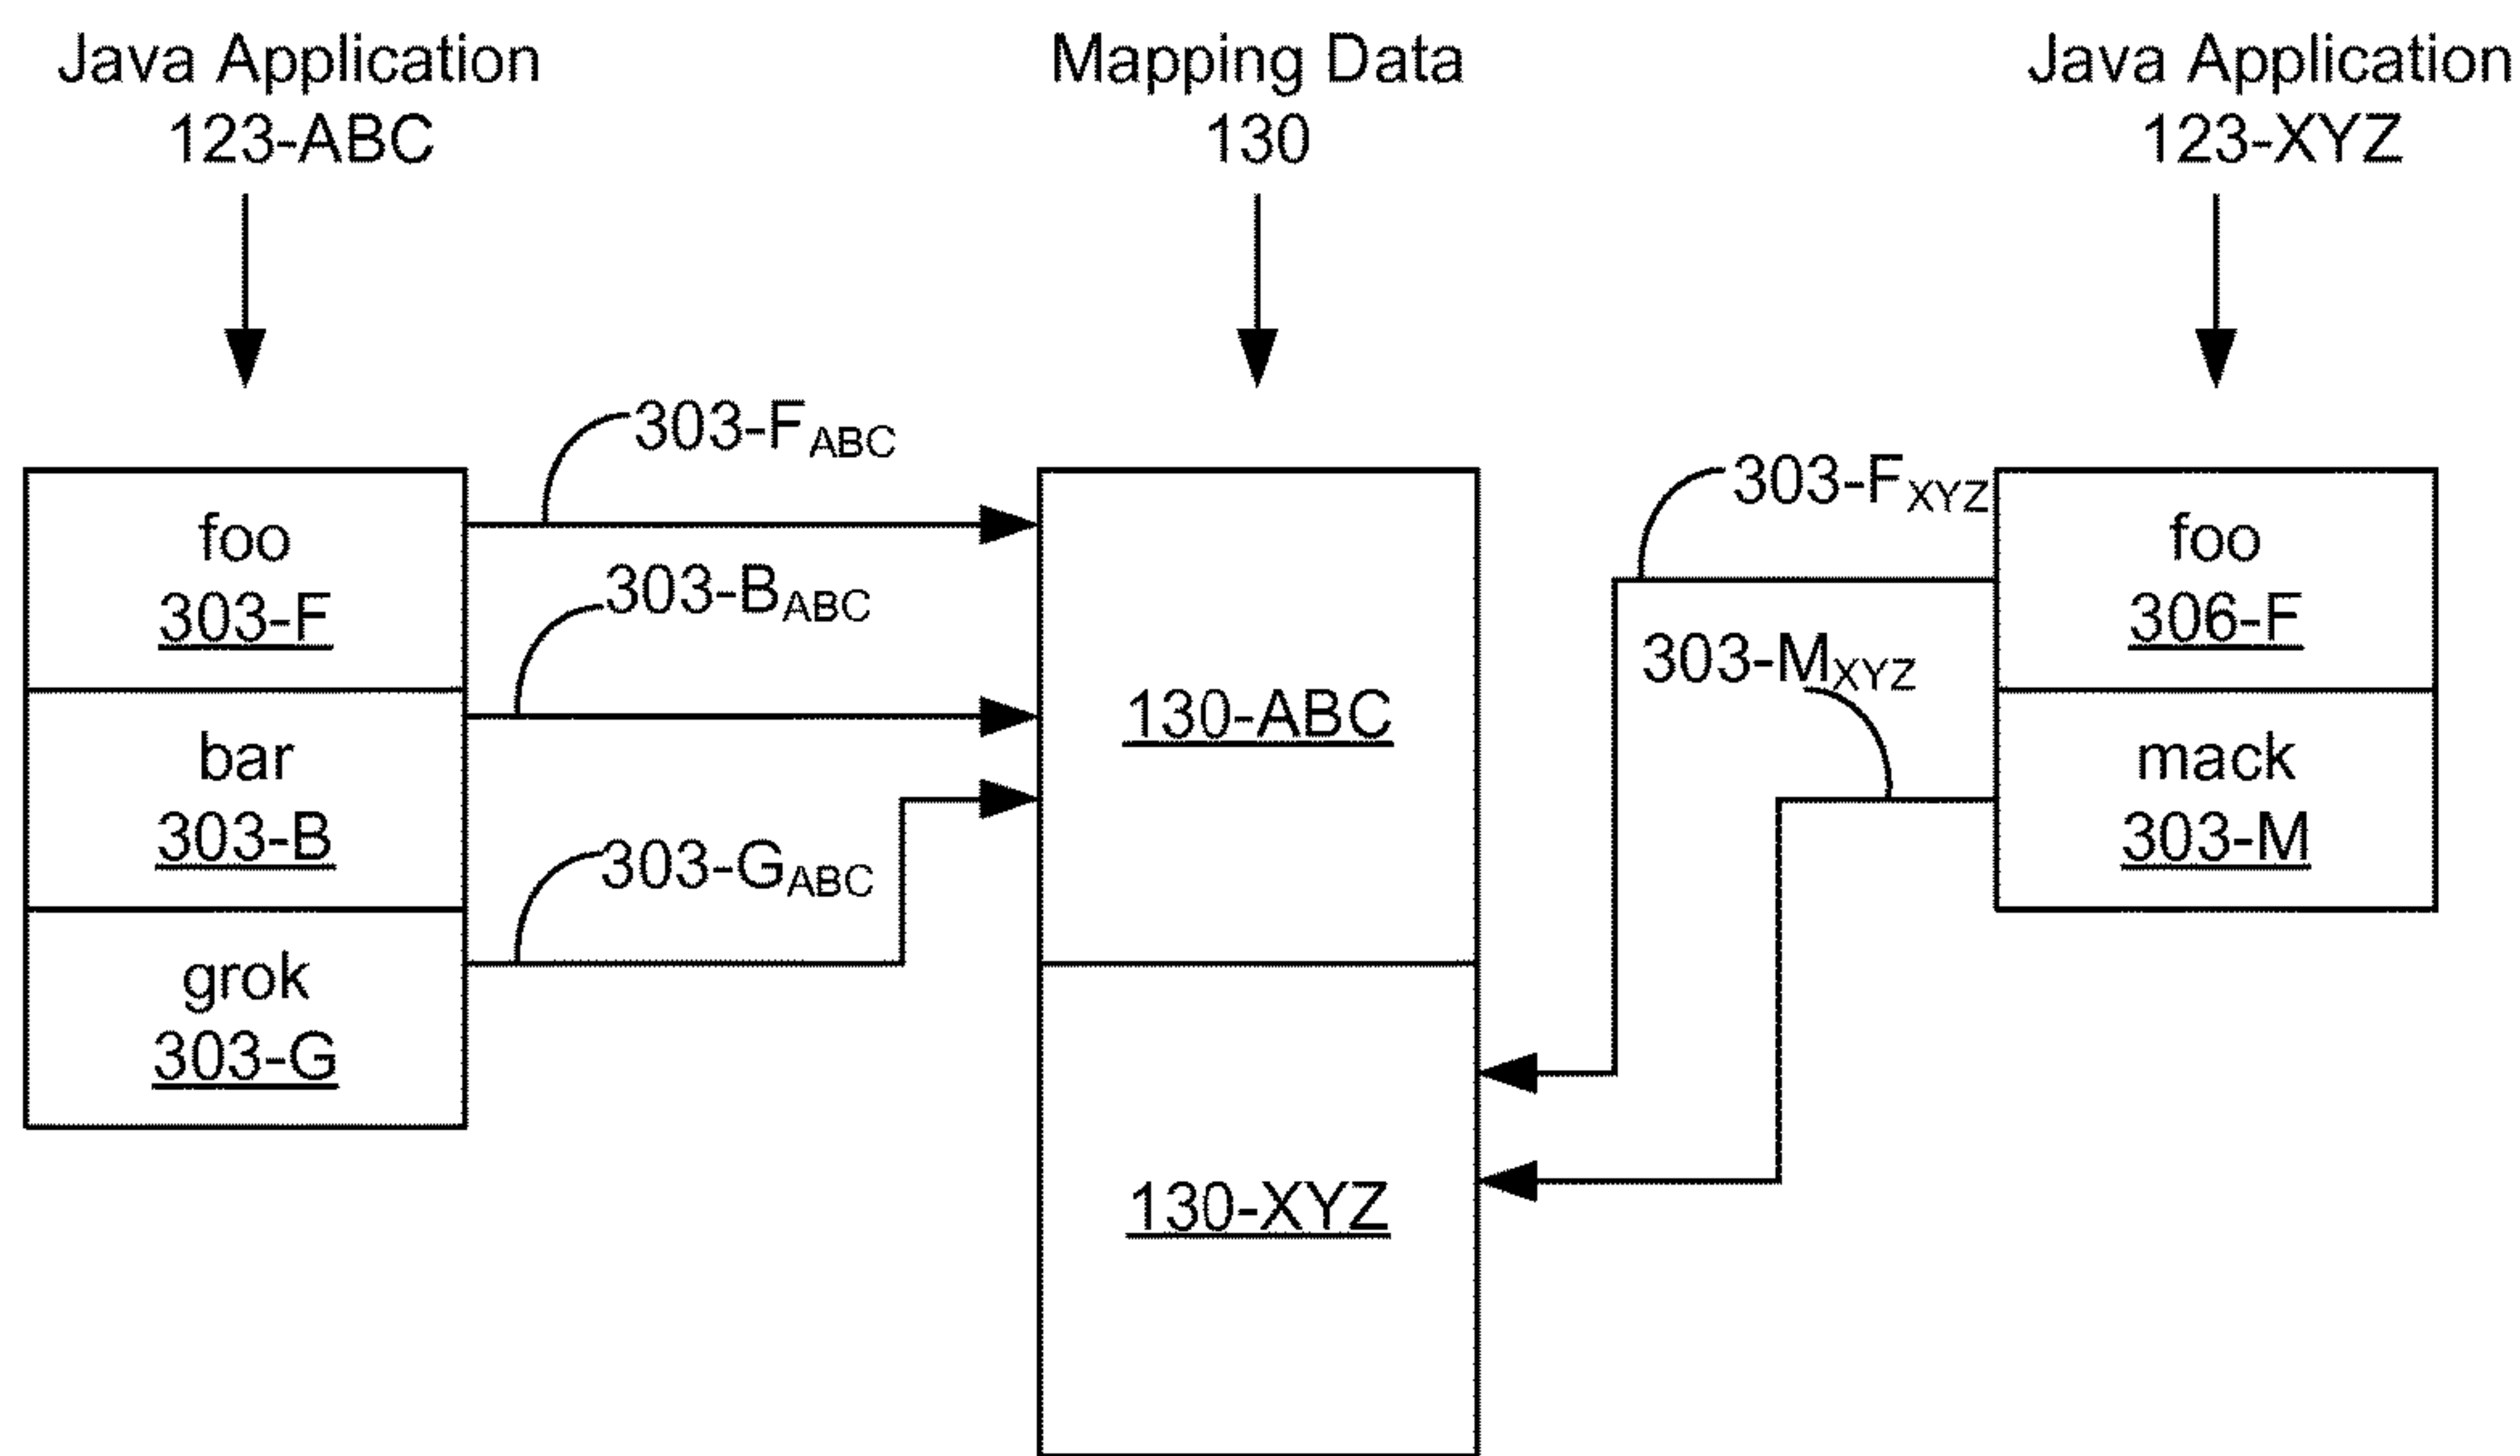 Java Application
123-ABC
Mapping Data
130
Java Application
123-XYZ
303-FABC
303-BABC
303-GABC
foo
303-F
bar
303-B
grok
303-G
130-ABC
130-XYZ
303-FXYZ
303-MXYZ
foo
306-F
mack
303-M